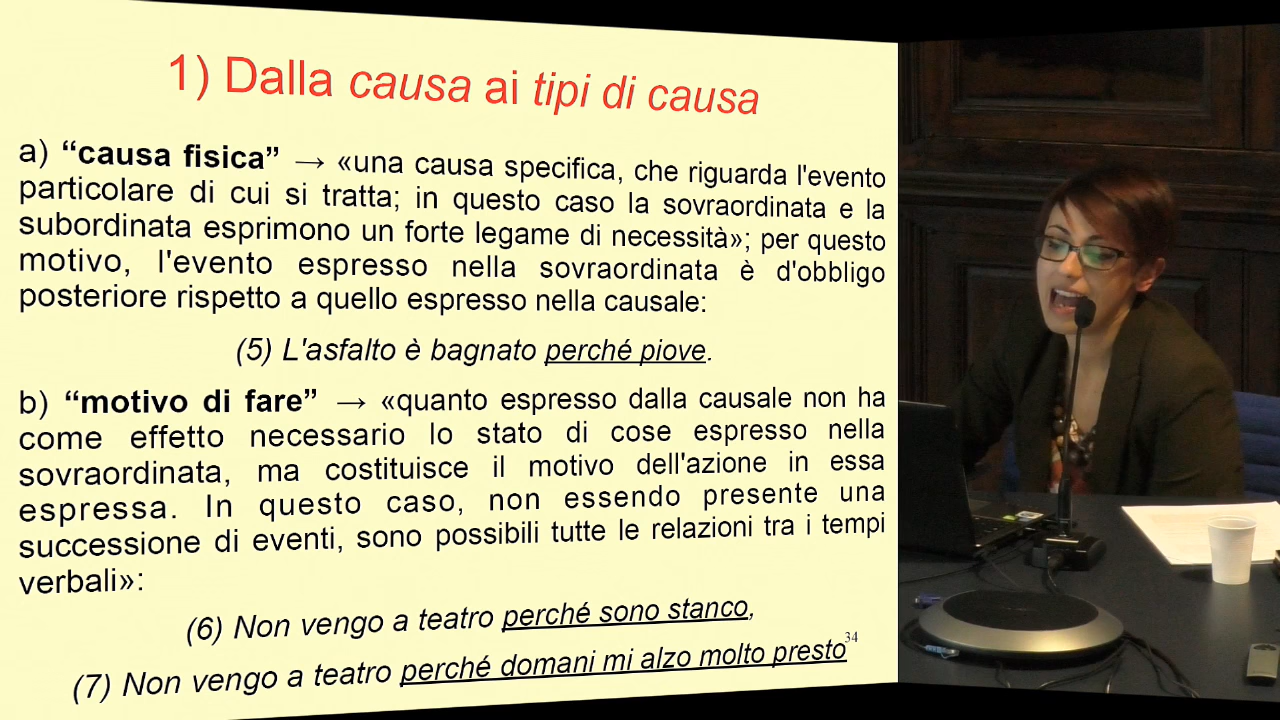 1) Dalla causa ai tipi di causa
a) “causa fisica” → «una causa specifica, che riguarda l'evento
particolare di cui si tratta; in questo caso la sovraordinata e la
subordinata esprimono un forte legame di necessità»; per questo
motivo, l'evento espresso nella sovraordinata è d'obbligo
posteriore rispetto a quello espresso nella causale:
(5) L'asfalto è bagnato perché piove.
b) “motivo di fare” → «quanto espresso dalla causale non ha
come effetto necessario lo stato di cose espresso nella
sovraordinata, ma costituisce il motivo dell'azione in essa
espressa. In questo caso, non essendo presente una
successione di eventi, sono possibili tutte le relazioni tra i tempi
verbali»:
(6) Non vengo a teatro perché sono stanco,
(7) Non vengo a teatro perché domani mi alzo molto presto
34